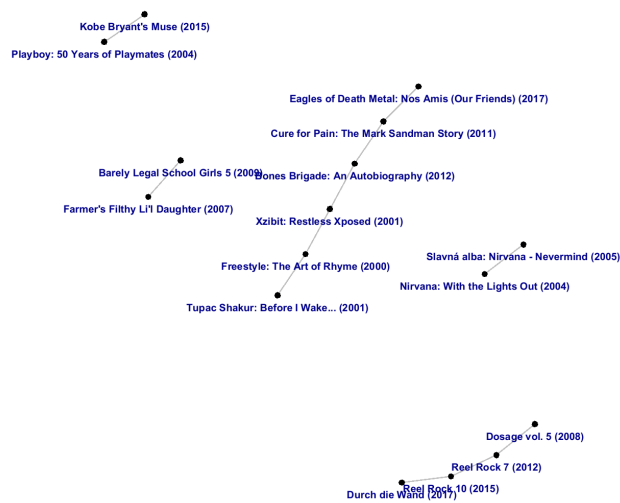 Kobe Bryant's Muse (2015)
Playboy: 50 Years of Playmates (2004)
Eagles of Death Metal: Nos Amis (Our Friends) (2017)
Cure for Pain: The Mark Sandman Story (2011)
Barely Legal School Girls 5 (2009)
Bones Brigade: An Autobiography (2012)
Farmer's Filthy Li'l Daughter (2007)
Xzibit: Restless Xposed (2001)
Slavná alba: Nirvana - Nevermind (2005)
Freestyle: The Art of Rhyme (2000)
Nirvana: With the Lights Out (2004)
Tupac Shakur: Before I Wake... (2001)
Dosage vol. 5 (2008)
Reel Rock 7 (2012)
Reel Rock 10 (2015)
Durch die Wand (2017)